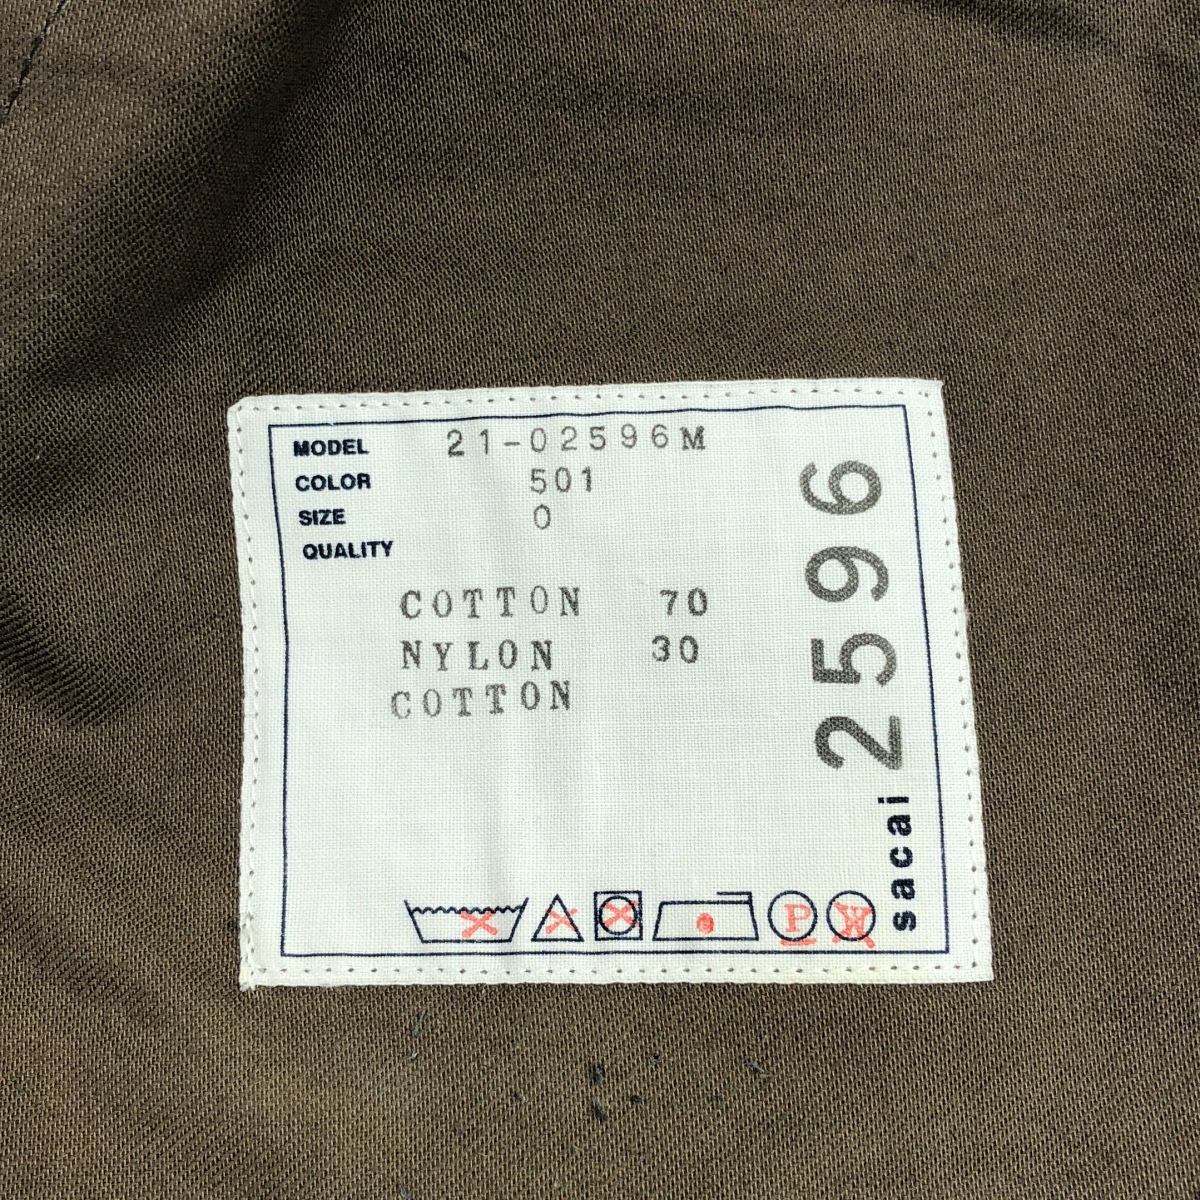 MODEL 21-02596M
COLOR 501
SIZE 0
QUALITY
COTTON 70
NYLON 30
COTTON
sacai 2596
P W